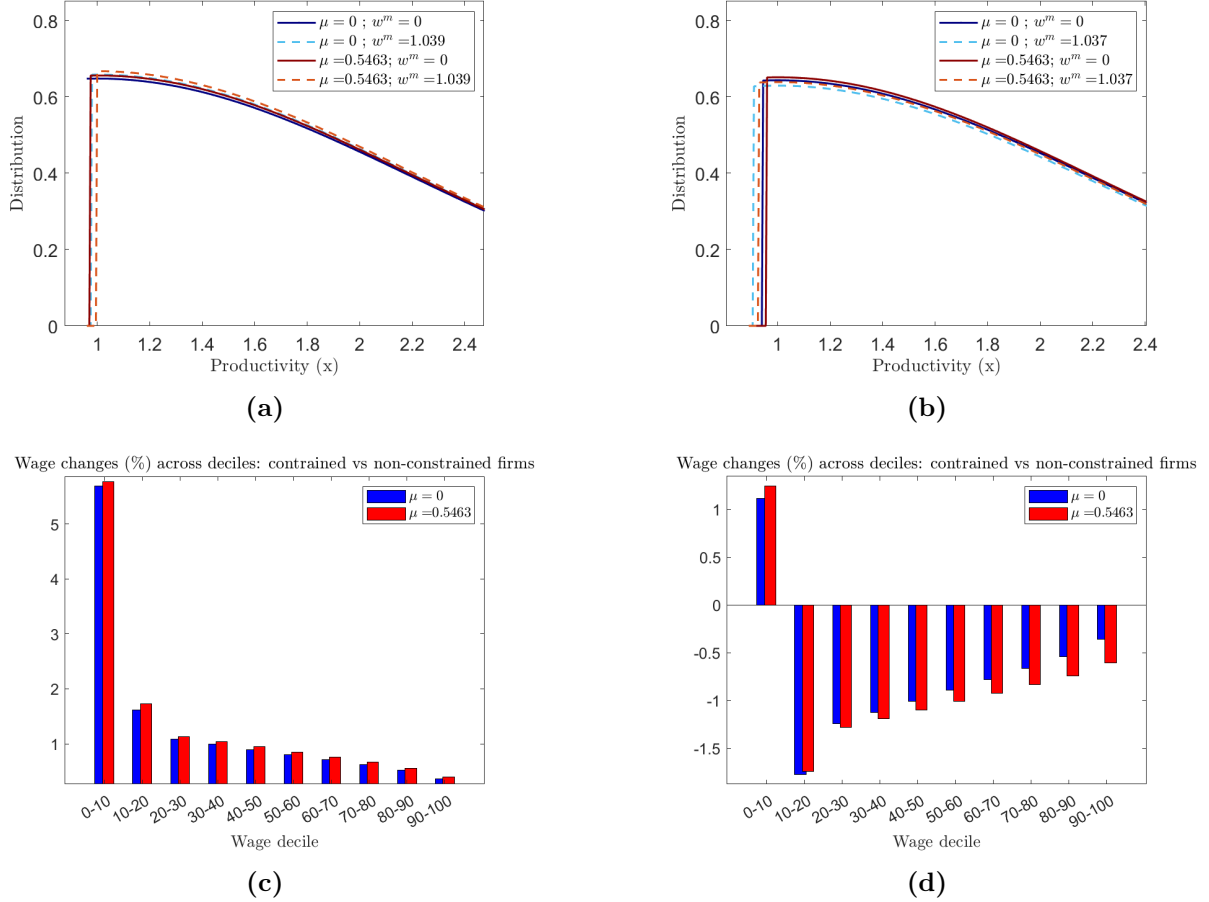 0.8
0.6
0.4
0.2
0
Distribution
1 1.2 1.4 1.6 1.8 2 2.2 2.4
Productivity (x)
μ = 0 ; w^m = 0
μ = 0 ; w^m =1.039
μ =0.5463; w^m = 0
μ =0.5463; w^m =1.039
(a)
0.8
0.6
0.4
0.2
0
Distribution
1 1.2 1.4 1.6 1.8 2 2.2 2.4
Productivity (x)
μ = 0 ; w^m = 0
μ = 0 ; w^m =1.037
μ =0.5463; w^m = 0
μ =0.5463; w^m =1.037
(b)
Wage changes (%) across deciles: contrained vs non-constrained firms
μ = 0
μ =0.5463
5
4
3
2
1
0-10 10-20 20-30 30-40 40-50 50-60 60-70 70-80 80-90 90-100
Wage decile
(c)
Wage changes (%) across deciles: contrained vs non-constrained firms
μ = 0
μ =0.5463
1
0.5
0
-0.5
-1
-1.5
0-10 10-20 20-30 30-40 40-50 50-60 60-70 70-80 80-90 90-100
Wage decile
(d)